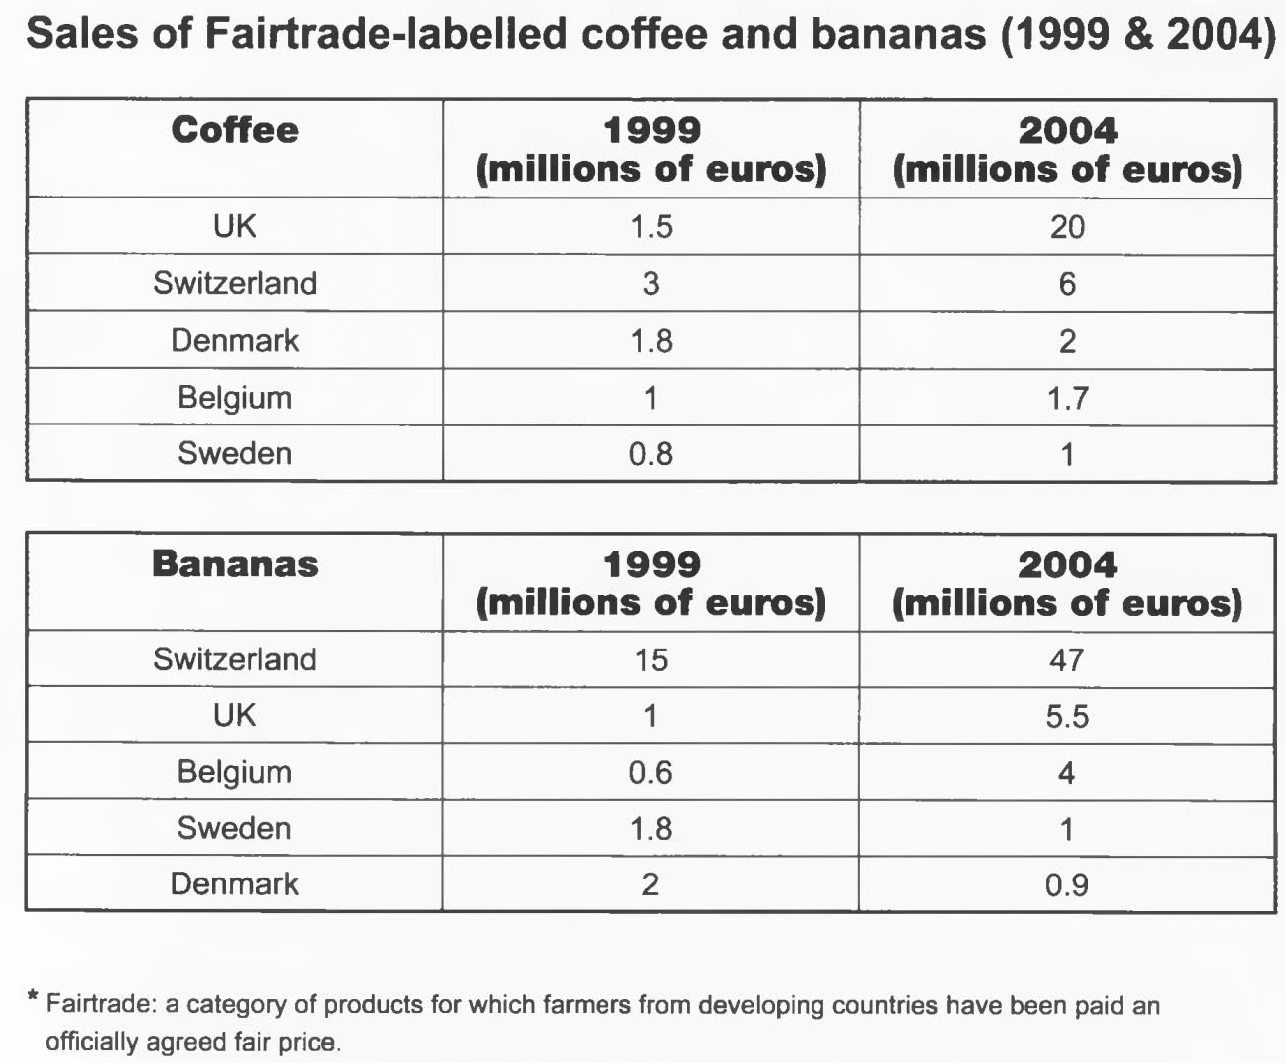 Sales of Fairtrade-labelled coffee and bananas (1999 & 2004)
Coffee 1999 (millions of euros) 2004 (millions of euros)
UK 1.5 20
Switzerland 3 6
Denmark 1.8 2
Belgium 1 1.7
Sweden 0.8 1
Bananas 1999 (millions of euros) 2004 (millions of euros)
Switzerland 15 47
UK 1 5.5
Belgium 0.6 4
Sweden 1.8 1
Denmark 2 0.9
* Fairtrade: a category of products for which farmers from developing countries have been paid an
officially agreed fair price.